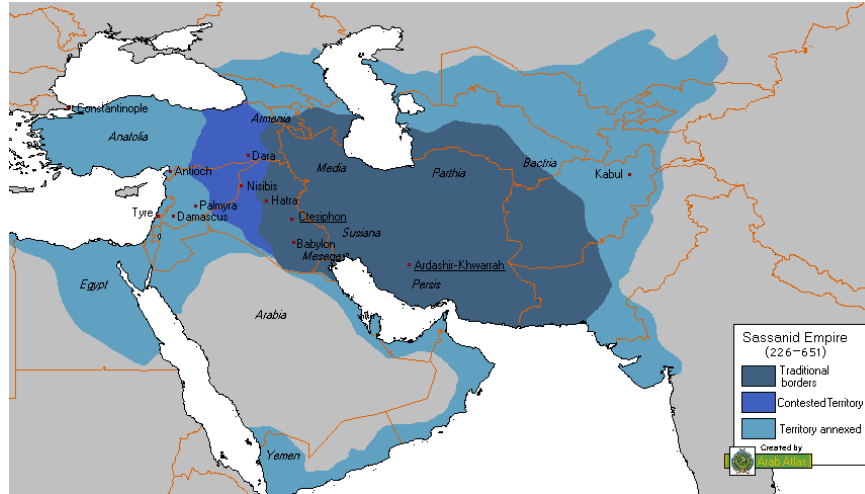 Constantinople
Anatolia
Armenia
Dara
Media
Parthia
Bactria
Kabul
Antioch
Nisibis
Hatra
Palmyra
Tyre
Damascus
Ctesiphon
Susiana
Babylon
Mesene
Ardashir-Khwarrah
Persis
Egypt
Arabia
Yemen
Sassanid Empire
(226-651)
Traditional
borders
Contested Territory
Territory annexed
Created by
Arab Atlas